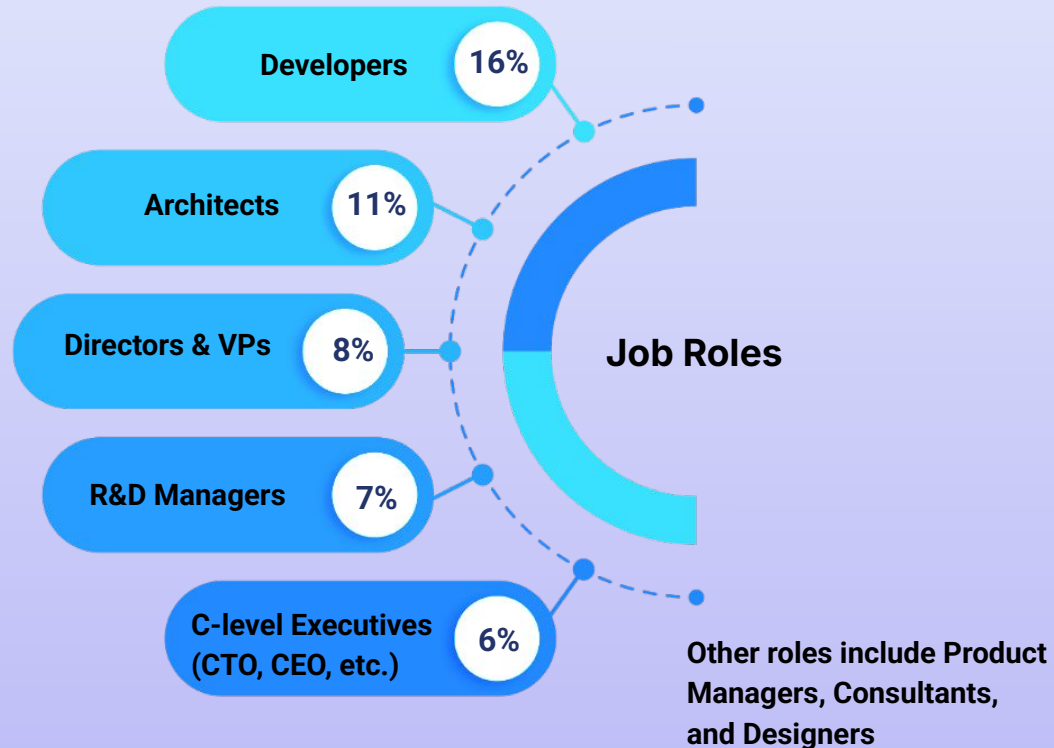 Developers
16%
Architects
11%
Directors & VPs
8%
Job Roles
R&D Managers
7%
C-level Executives
(CTO, CEO, etc.)
6%
Other roles include Product
Managers, Consultants,
and Designers